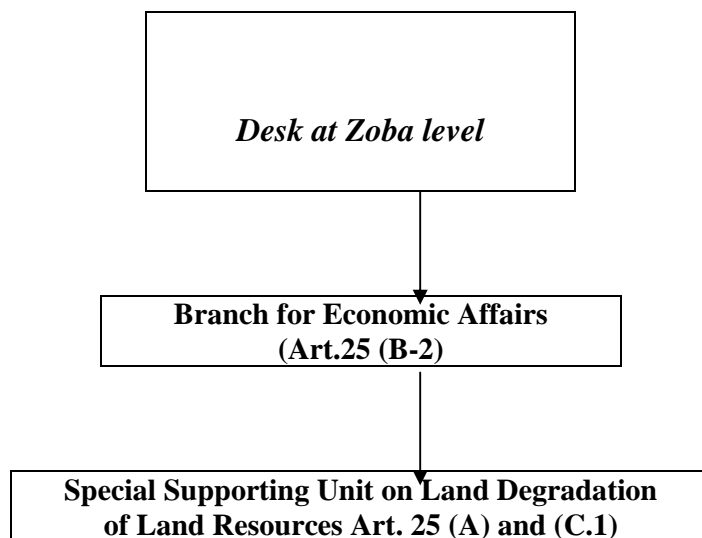 Desk at Zoba level
Branch for Economic Affairs
(Art.25 (B-2)
Special Supporting Unit on Land Degradation
of Land Resources Art. 25 (A) and (C.1)